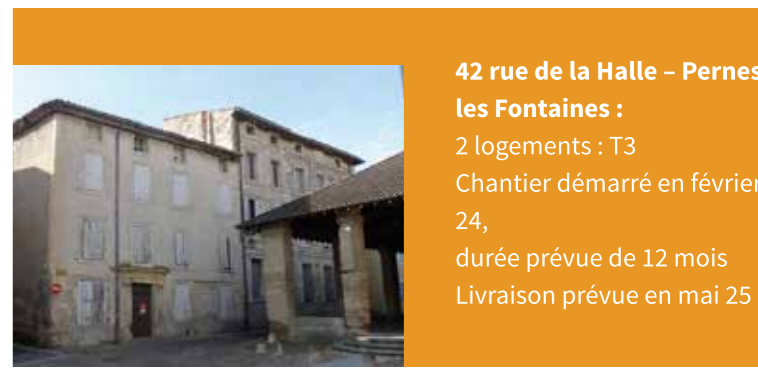 42 rue de la Halle – Pernes
les Fontaines :
2 logements : T3
Chantier démarré en février
24,
durée prévue de 12 mois
Livraison prévue en mai 25